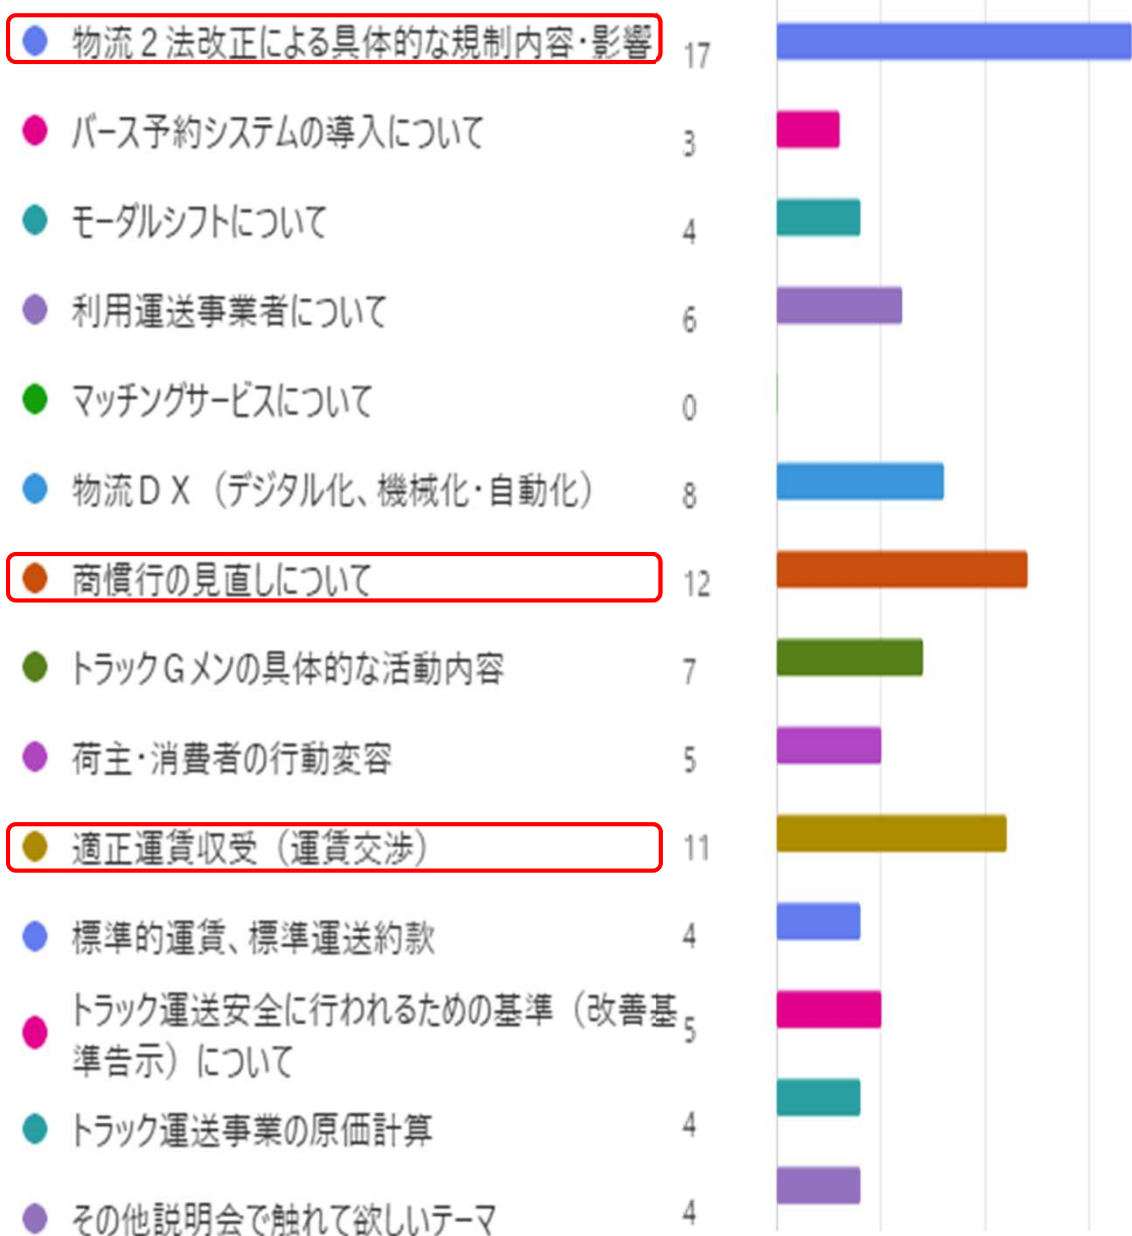 物流２法改正による具体的な規制内容・影響 17
バース予約システムの導入について 3
モーダルシフトについて 4
利用運送事業者について 6
マッチングサービスについて 0
物流ＤＸ（デジタル化、機械化・自動化） 8
商慣行の見直しについて 12
トラックＧメンの具体的な活動内容 7
荷主・消費者の行動変容 5
適正運賃収受（運賃交渉） 11
標準的運賃、標準運送約款 4
トラック運送安全に行われるための基準（改善基 5
準告示）について
トラック運送事業の原価計算 4
その他説明会で触れて欲しいテーマ 4